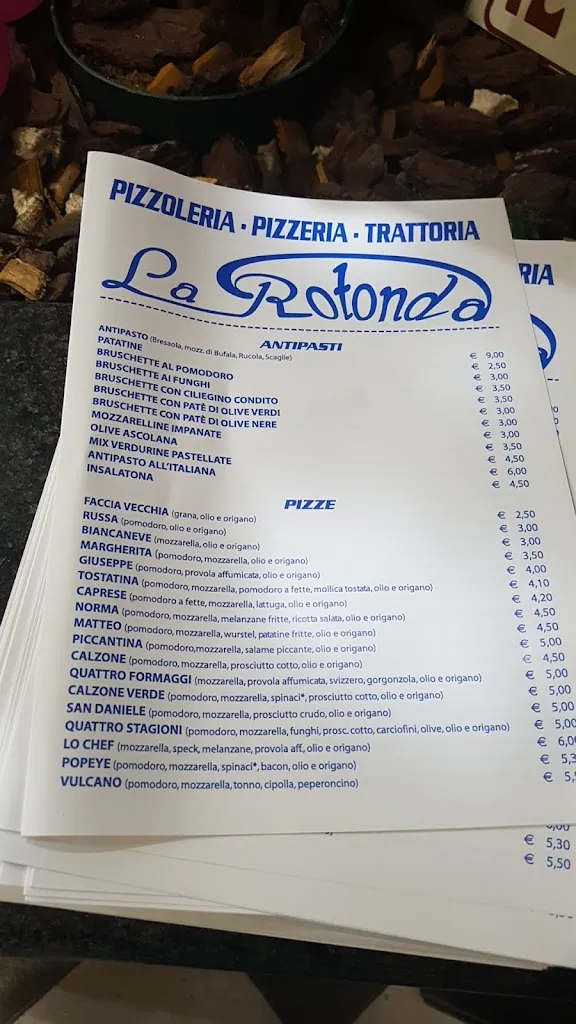 PIZZOLERIA · PIZZERIA · TRATTORIA
La Rotonda
ANTIPASTI
ANTIPASTO (Bresaola, mozz. di Bufala, Rucola, Scaglie) € 9,00
PATATINE € 2,50
BRUSCHETTE AL POMODORO € 3,00
BRUSCHETTE AI FUNGHI € 3,50
BRUSCHETTE CON CILIEGINO CONDITO € 3,50
BRUSCHETTE CON PATÈ DI OLIVE VERDI € 3,00
BRUSCHETTE CON PATÈ DI OLIVE NERE € 3,00
MOZZARELLINE IMPANATE € 3,00
OLIVE ASCOLANA € 3,50
MIX VERDURINE PASTELLATE € 4,50
ANTIPASTO ALL'ITALIANA € 6,00
INSALATONA € 4,50
PIZZE
FACCIA VECCHIA (grana, olio e origano) € 2,50
RUSSA (pomodoro, olio e origano) € 3,00
BIANCANEVE (mozzarella, olio e origano) € 3,00
MARGHERITA (pomodoro, mozzarella, olio e origano) € 3,50
GIUSEPPE (pomodoro, provola affumicata, olio e origano) € 4,00
TOSTATINA (pomodoro, mozzarella, pomodoro a fette, mollica tostata, olio e origano) € 4,10
CAPRESE (pomodoro a fette, mozzarella, lattuga, olio e origano) € 4,20
NORMA (pomodoro, mozzarella, melanzane fritte, ricotta salata, olio e origano) € 4,50
MATTEO (pomodoro, mozzarella, wurstel, patatine fritte, olio e origano) € 4,50
PICCANTINA (pomodoro,mozzarella, salame piccante, olio e origano) € 5,00
CALZONE (pomodoro,mozzarella, prosciutto cotto, olio e origano) € 4,50
QUATTRO FORMAGGI (mozzarella, provola affumicata, svizzero, gorgonzola, olio e origano) € 5,00
CALZONE VERDE (pomodoro, mozzarella, spinaci*, prosciutto cotto, olio e origano) € 5,00
SAN DANIELE (pomodoro, mozzarella, prosciutto crudo, olio e origano) € 5,00
QUATTRO STAGIONI (pomodoro, mozzarella, funghi, prosc. cotto, carciofini, olive, olio e origano) € 5,00
LO CHEF (mozzarella, speck, melanzane, provola aff., olio e origano) € 6,0
POPEYE (pomodoro, mozzarella, spinaci*, bacon, olio e origano) € 5,3
VULCANO (pomodoro, mozzarella, tonno, cipolla, peperoncino) € 5,
RIA
€ 5,30
€ 5,50